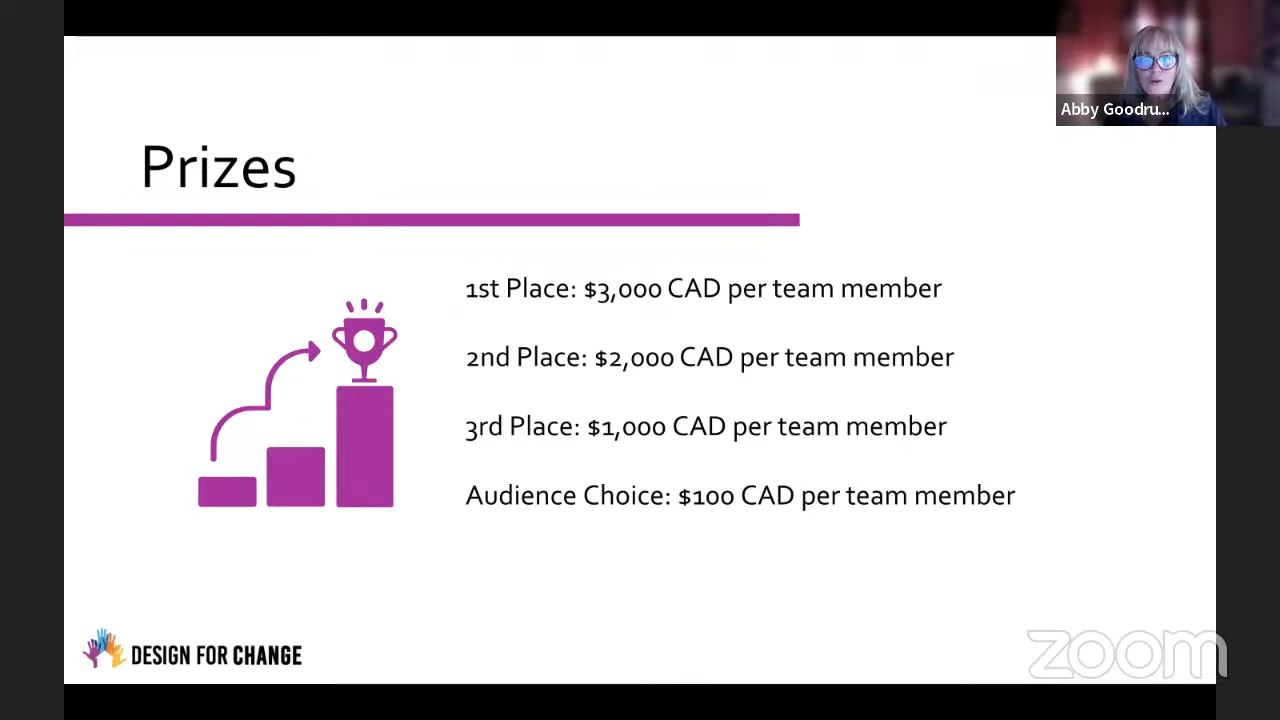 Abby Goodru...
Prizes
1st Place: $3,000 CAD per team member
2nd Place: $2,000 CAD per team member
3rd Place: $1,000 CAD per team member
Audience Choice: $100 CAD per team member
DESIGN FOR CHANGE
zoom